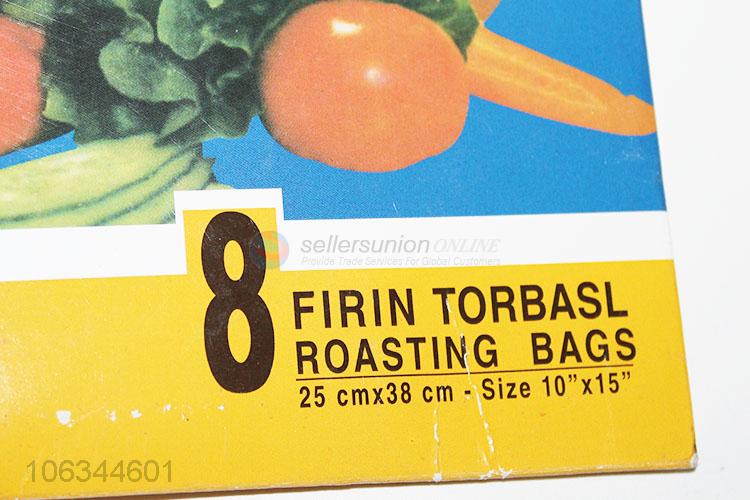 sellersunion ONLINE
Provide Trade Services For Global Customers
8
FIRIN TORBASL
ROASTING BAGS
25 cmx38 cm - Size 10"x15"
106344601